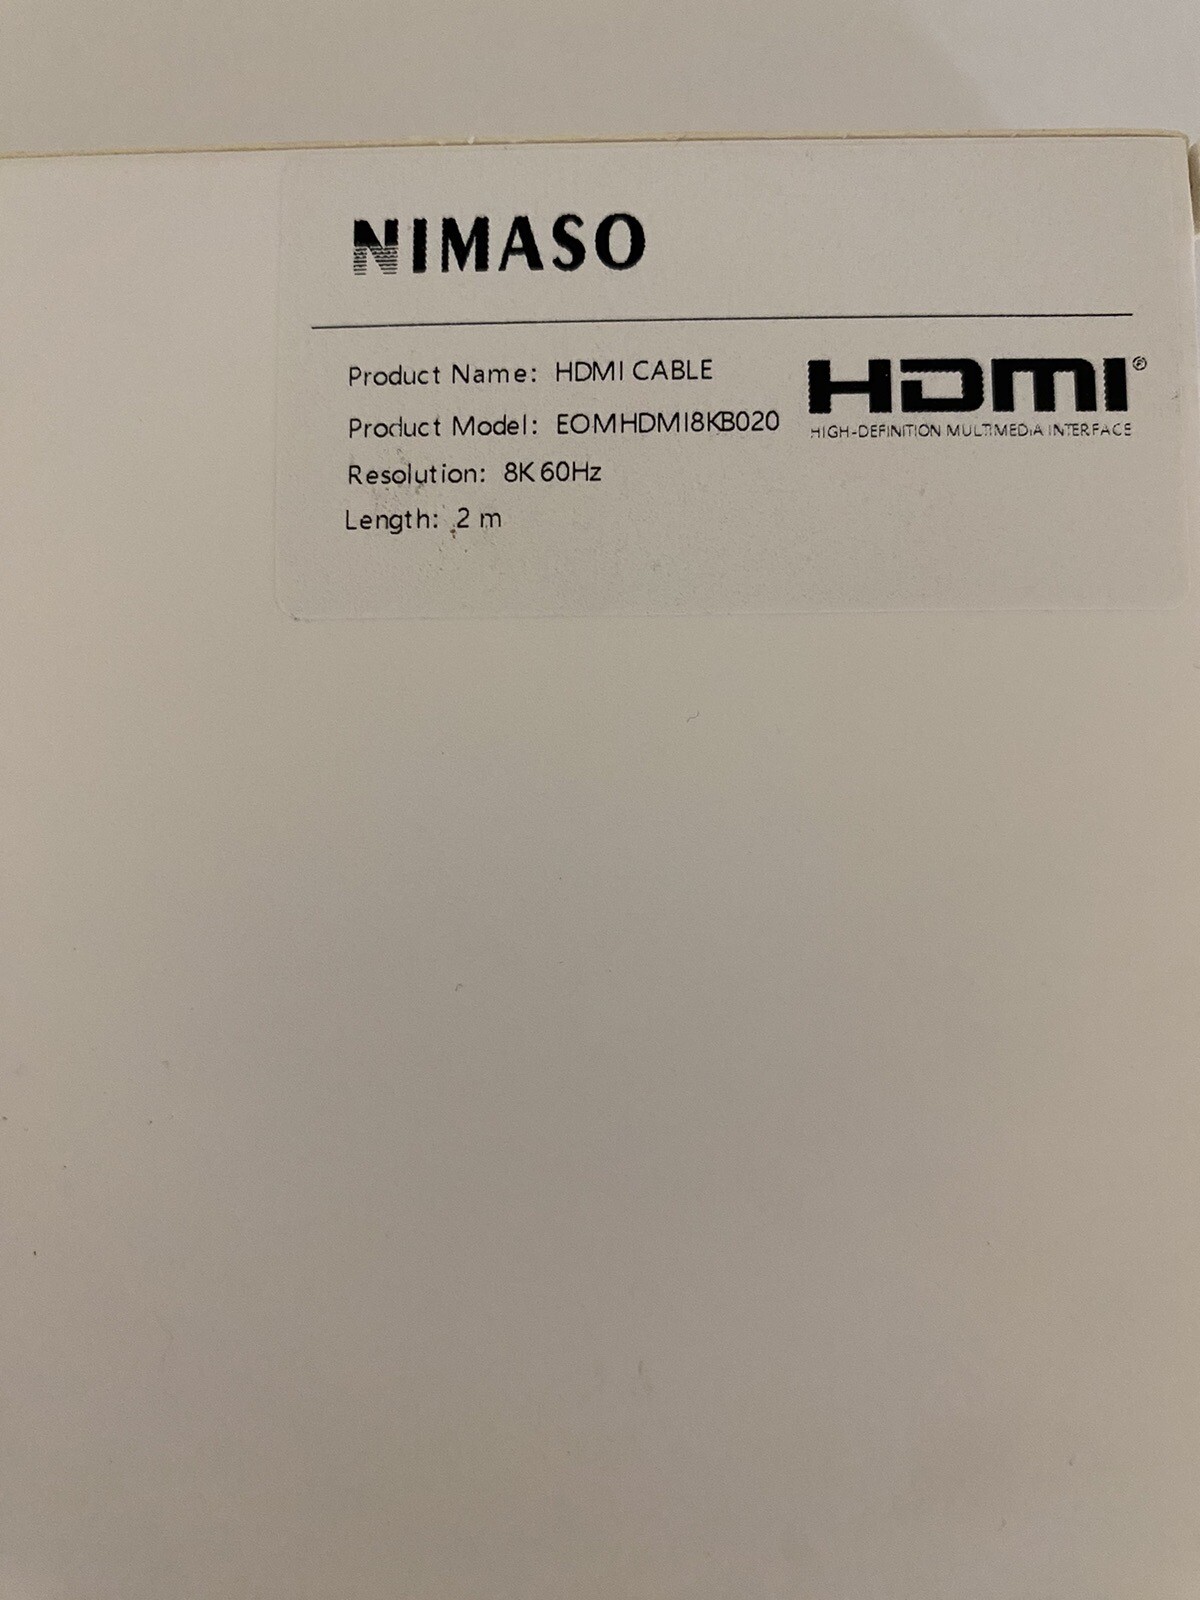 NIMASO
Product Name: HDMI CABLE
Product Model: EOMHDMI8KB020
Resolution: 8K 60Hz
Length: 2 m
HDMI®
HIGH-DEFINITION MULTIMEDIA INTERFACE